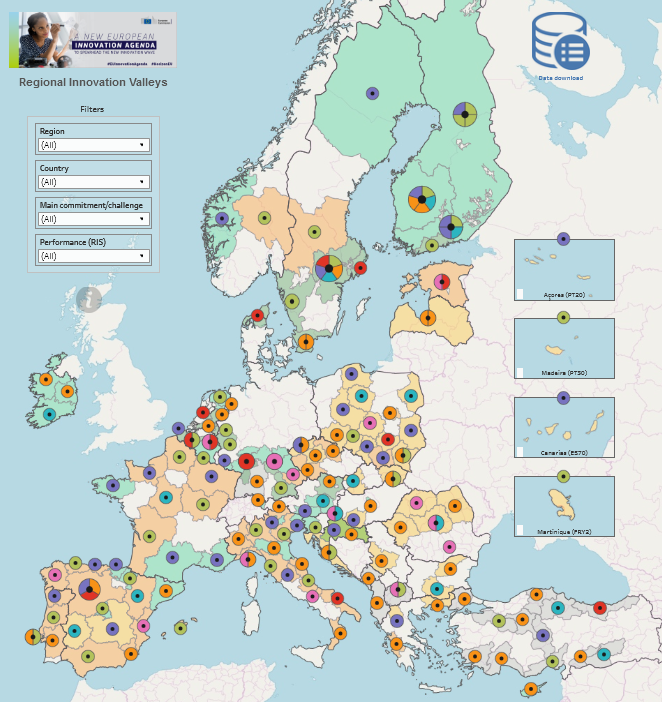 A NEW EUROPEAN
INNOVATION AGENDA
TO SPEARHEAD THE NEW INNOVATION WAVE
#EUInnovationAgenda #HorizonEU
Regional Innovation Valleys
Filters
Region
(All)
Country
(All)
Main commitment/challenge
(All)
Performance (RIS)
(All)
Data download
Açores (PT20)
Madeira (PT30)
Canarias (ES70)
Martinique (FRY2)